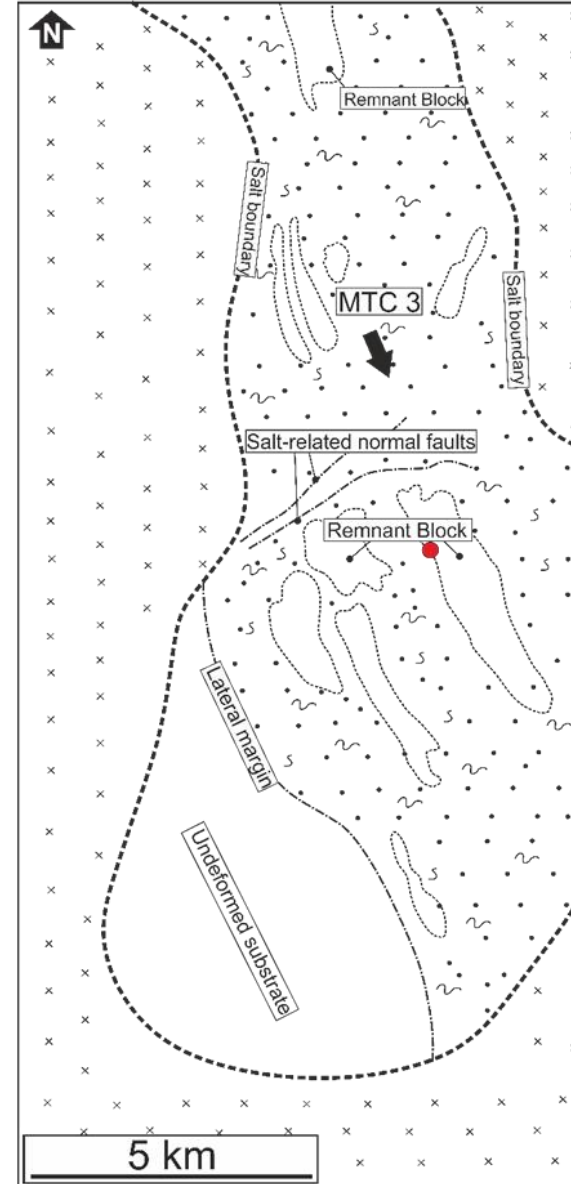 N
Remnant Block
Salt boundary
MTC 3
Salt boundary
Salt-related normal faults
Remnant Block
Lateral margin
Undeformed substrate
5 km